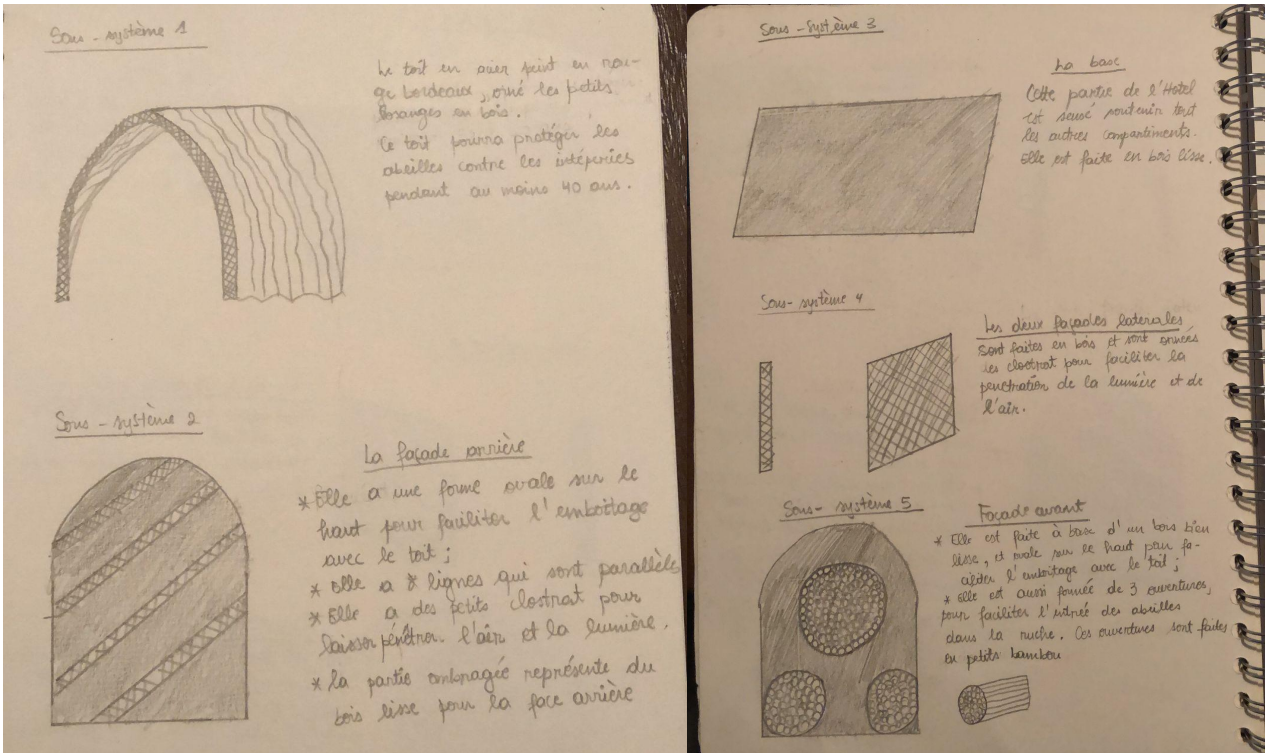 Sous-système 1
Le toit en acier peint en rou-
ge bordeaux, orné les petits
losanges en bois.
Ce toit pourra protéger les
abeilles contre les intépuries
pendant au moins 40 ans.
Sous-système 2
La façade arrière
* Elle a une forme ovale sur le
haut pour faciliter l'emboitage
avec le toit ;
* elle a 8 lignes qui sont parallèles
* Elle a des petits clostrat pour
laisser pénétrer l'air et la lumière.
* la partie ombragée représente du
bois lisse pour la face arrière
Sous-système 3
La base
Cette partie de l'Hotel
est sensé soutenir tout
les autres compartiments.
Elle est faite en bois lisse.
Sous-système 4
Les deux façades laterales
sont faites en bois et sont ornées
les clostrat pour faciliter la
penetration de la lumière et de
l'air.
Sous-système 5
Façade avant
* Elle est faite à base d'un bois bien
lisse, et ovale sur le haut pour fa-
ciliter l'emboitage avec le toit ;
* elle est aussi formée de 3 ouvertures,
pour faciliter l'entrée des abeilles
dans la ruche. Ces ouvertures sont faites
en petits bambou